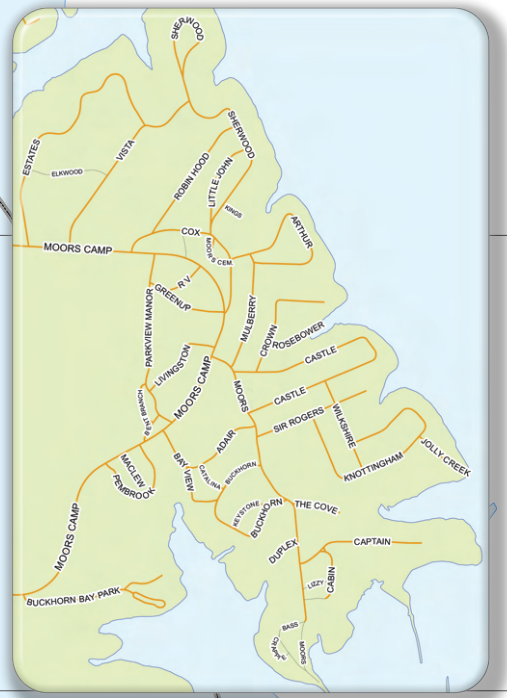 SHERWOOD
SHERWOOD
ESTATES
VISTA
ELKWOOD
ROBIN HOOD
LITTLE JOHN
KINGS
COX
MOORS CAMP
MOOR'S CEM.
ARTHUR
R V
GREENUP
PARKVIEW MANOR
MULBERRY
CROWN
ROSEBOWER
LIVINGSTON
CASTLE
MOORS CAMP
MOORS
CASTLE
SIR ROGERS
WILKSHIRE
ADAIR
BAY VIEW
CATALINA
BUCKHORN
MACLEW
PEMBROOK
KNOTTINGHAM
JOLLY CREEK
KEYSTONE
BUCKHORN
THE COVE
MOORS CAMP
DUPLEX
CAPTAIN
LIZZY
CABIN
BUCKHORN BAY PARK
BASS
CRAPPIE
MOORS